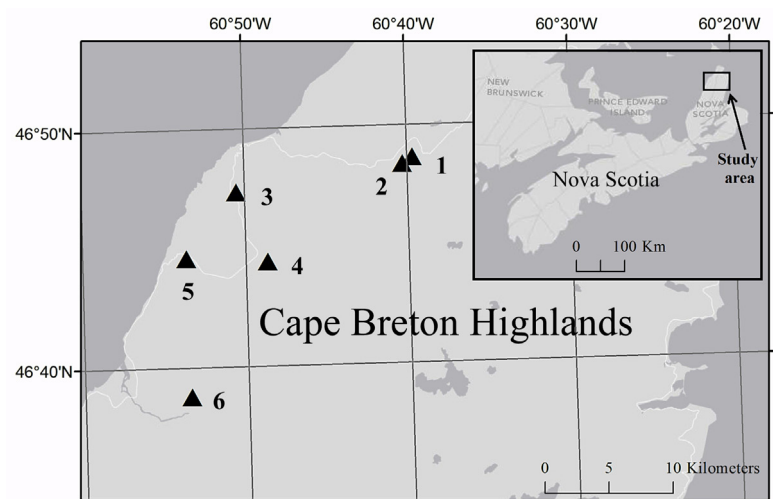 60°50'W 60°40'W 60°30'W 60°20'W
46°50'N
46°40'N
NEW
BRUNSWICK
PRINCE EDWARD
ISLAND
NOVA
SCOTIA
Study
area
Nova Scotia
0 100 Km
1
2
3
4
5
Cape Breton Highlands
6
0 5 10 Kilometers